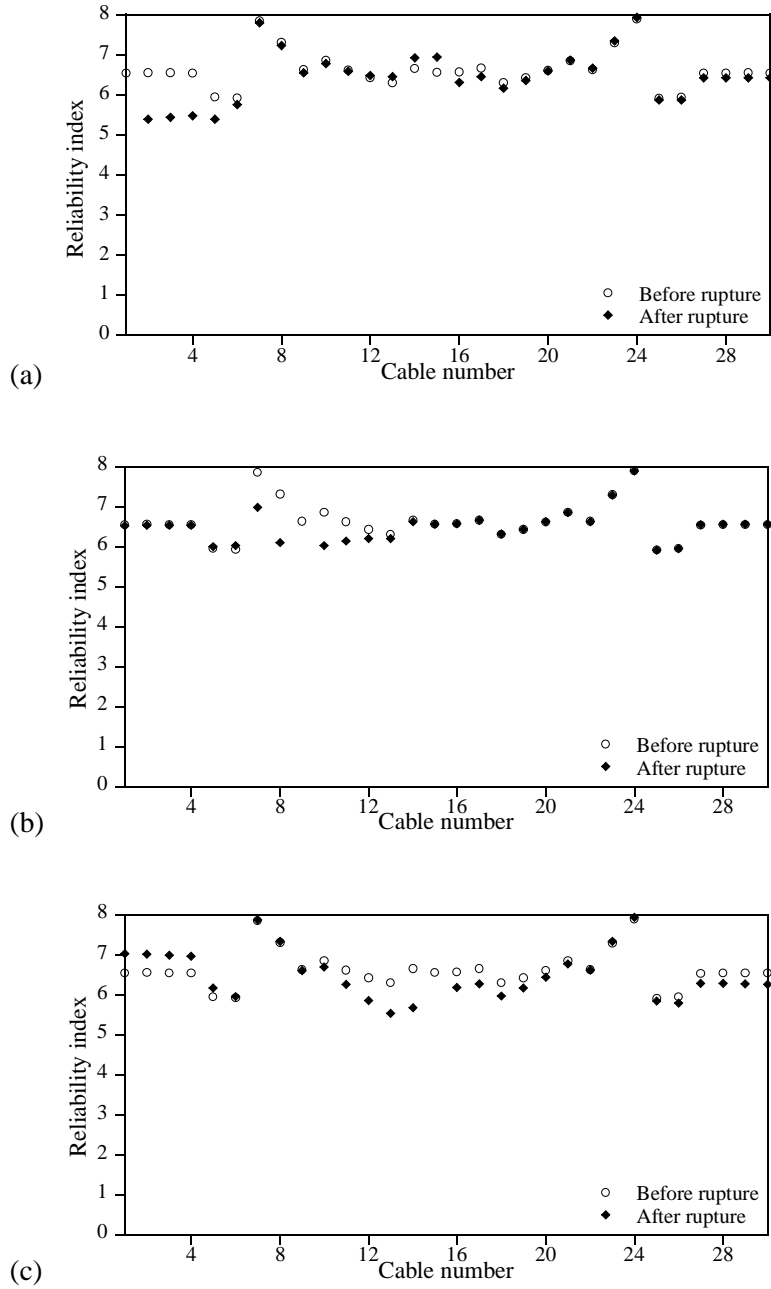 8
7
6
5
4
3
2
1
0
Reliability index
Before rupture
After rupture
4 8 12 16 20 24 28
Cable number
(a)
8
7
6
5
4
3
2
1
0
Reliability index
Before rupture
After rupture
4 8 12 16 20 24 28
Cable number
(b)
8
7
6
5
4
3
2
1
0
Reliability index
Before rupture
After rupture
4 8 12 16 20 24 28
Cable number
(c)